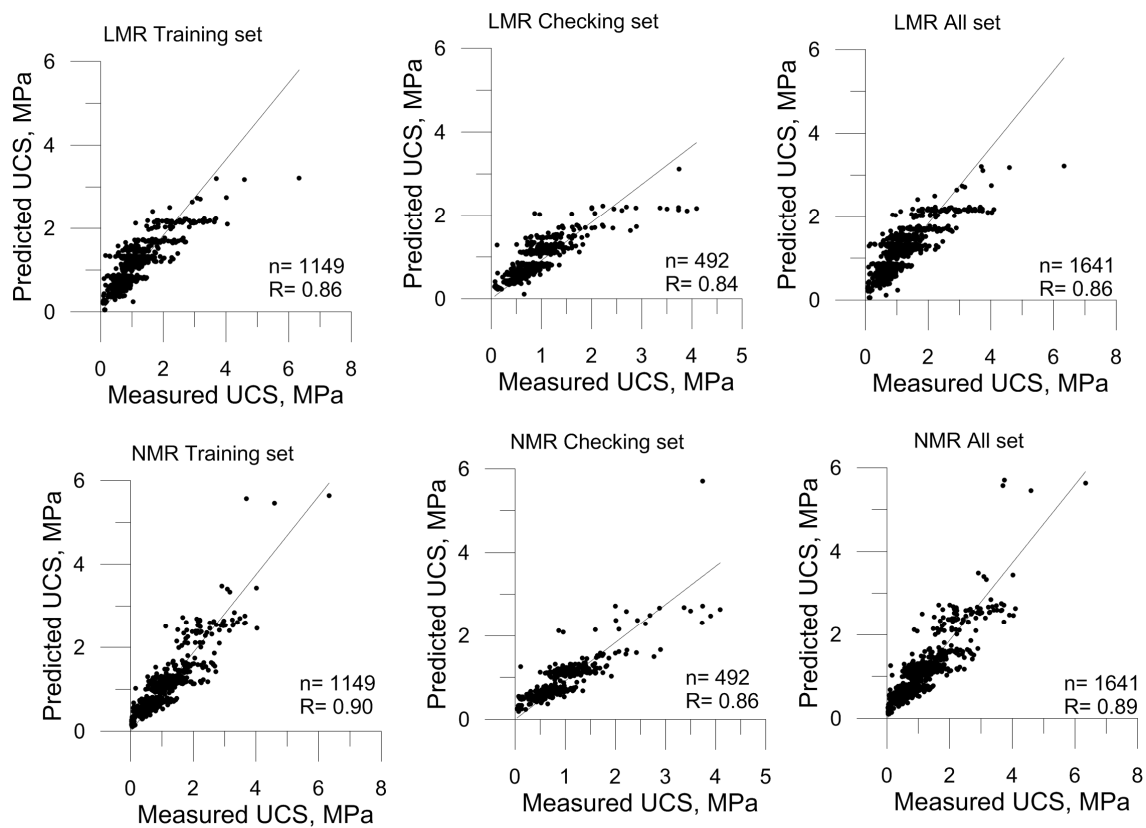 LMR Training set
Predicted UCS, MPa
6
4
2
0
n= 1149
R= 0.86
0 2 4 6 8
Measured UCS, MPa
LMR Checking set
Predicted UCS, MPa
6
4
2
0
n= 492
R= 0.84
0 1 2 3 4 5
Measured UCS, MPa
LMR All set
Predicted UCS, MPa
6
4
2
0
n= 1641
R= 0.86
0 2 4 6 8
Measured UCS, MPa
NMR Training set
Predicted UCS, MPa
6
4
2
0
n= 1149
R= 0.90
0 2 4 6 8
Measured UCS, MPa
NMR Checking set
Predicted UCS, MPa
6
4
2
0
n= 492
R= 0.86
0 1 2 3 4 5
Measured UCS, MPa
NMR All set
Predicted UCS, MPa
6
4
2
0
n= 1641
R= 0.89
0 2 4 6 8
Measured UCS, MPa